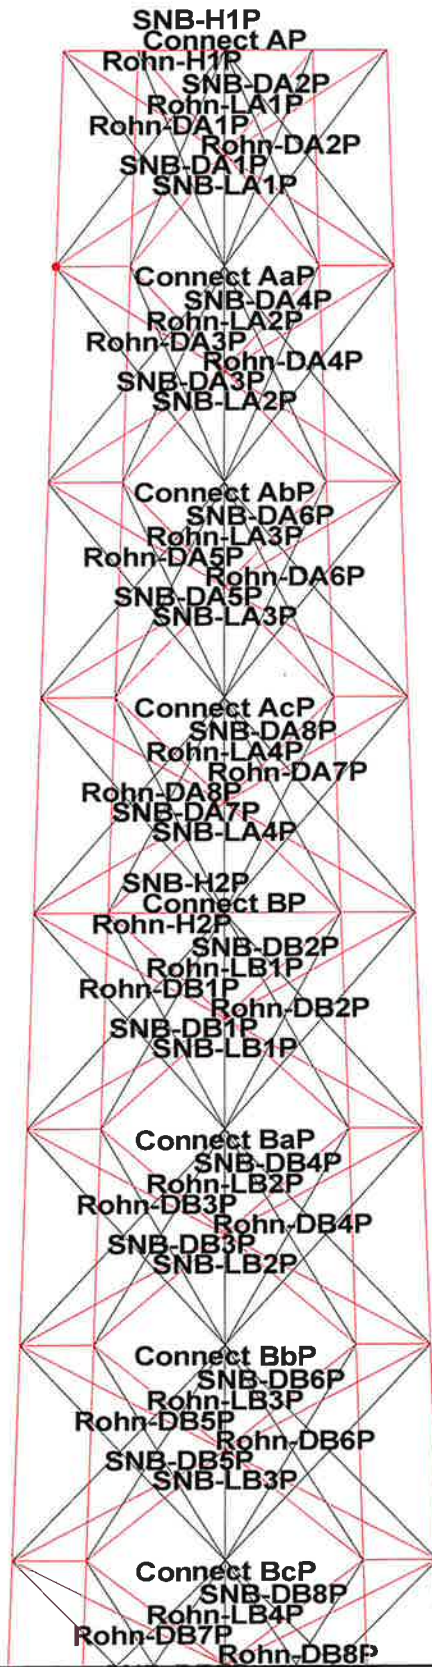 SNB-H1P
Connect AP
Rohn-H1P
SNB-DA2P
Rohn-LA1P
Rohn-DA1P
Rohn-DA2P
SNB-DA1P
SNB-LA1P
Connect AaP
SNB-DA4P
Rohn-LA2P
Rohn-DA3P
Rohn-DA4P
SNB-DA3P
SNB-LA2P
Connect AbP
SNB-DA6P
Rohn-LA3P
Rohn-DA5P
Rohn-DA6P
SNB-DA5P
SNB-LA3P
Connect AcP
SNB-DA8P
Rohn-LA4P
Rohn-DA7P
Rohn-DA8P
SNB-DA7P
SNB-LA4P
SNB-H2P
Connect BP
Rohn-H2P
SNB-DB2P
Rohn-LB1P
Rohn-DB1P
Rohn-DB2P
SNB-DB1P
SNB-LB1P
Connect BaP
SNB-DB4P
Rohn-LB2P
Rohn-DB3P
Rohn-DB4P
SNB-DB3P
SNB-LB2P
Connect BbP
SNB-DB6P
Rohn-LB3P
Rohn-DB5P
Rohn-DB6P
SNB-DB5P
SNB-LB3P
Connect BcP
SNB-DB8P
Rohn-LB4P
Rohn-DB7P
Rohn-DB8P